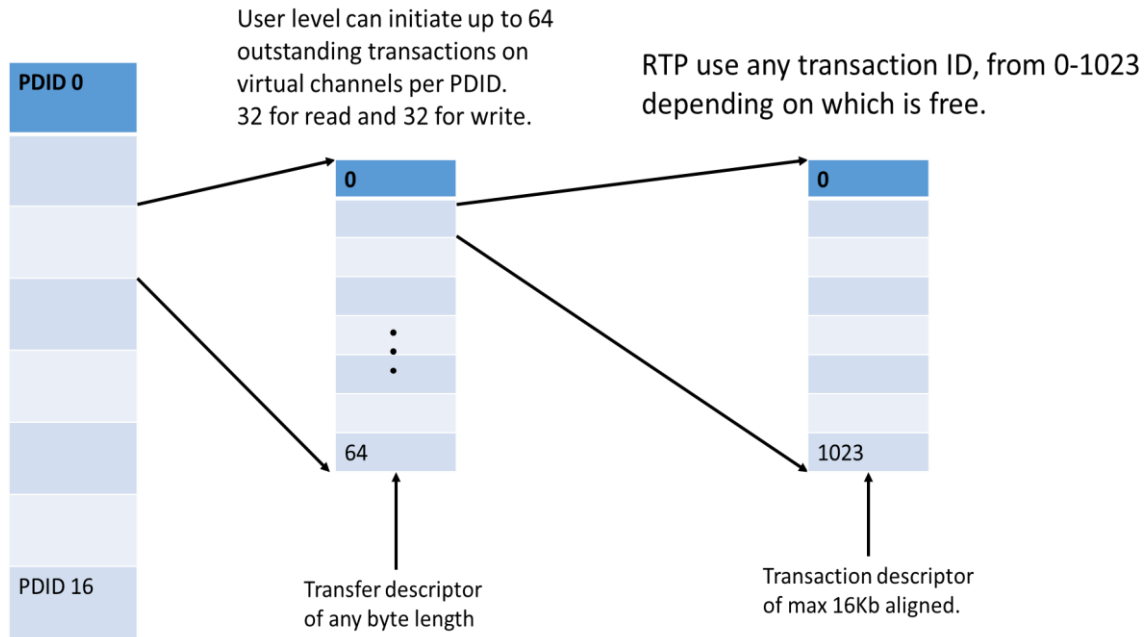 User level can initiate up to 64
outstanding transactions on
virtual channels per PDID.
32 for read and 32 for write.
RTP use any transaction ID, from 0-1023
depending on which is free.
PDID 0
PDID 16
0
64
Transfer descriptor
of any byte length
0
1023
Transaction descriptor
of max 16Kb aligned.